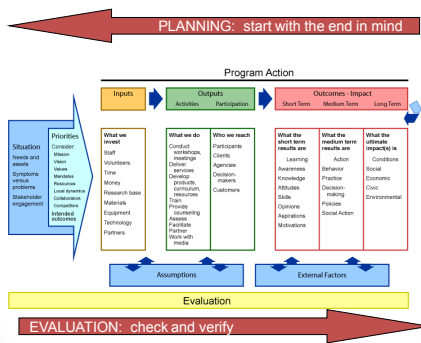 PLANNING: start with the end in mind
Program Action
Inputs
Outputs
Activities Participation
Outcomes - Impact
Short Term Medium Term Long Term
Situation
Needs and
assets
Symptoms
versus
problems
Stakeholder
engagement
Priorities
Consider:
Mission
Vision
Values
Mandates
Resources
Local dynamics
Collaborators
Competitors
Intended
outcomes
What we
invest
Staff
Volunteers
Time
Money
Research base
Materials
Equipment
Technology
Partners
What we do
Conduct
workshops,
meetings
Deliver
services
Develop
products,
curriculum,
resources
Train
Provide
counseling
Assess
Facilitate
Partner
Work with
media
Who we reach
Participants
Clients
Agencies
Decision-
makers
Customers
What the
short term
results are
Learning
Awareness
Knowledge
Attitudes
Skills
Opinions
Aspirations
Motivations
What the
medium term
results are
Action
Behavior
Practice
Decision-
making
Policies
Social Action
What the
ultimate
impact(s) is
Conditions
Social
Economic
Civic
Environmental
Assumptions
External Factors
Evaluation
EVALUATION: check and verify